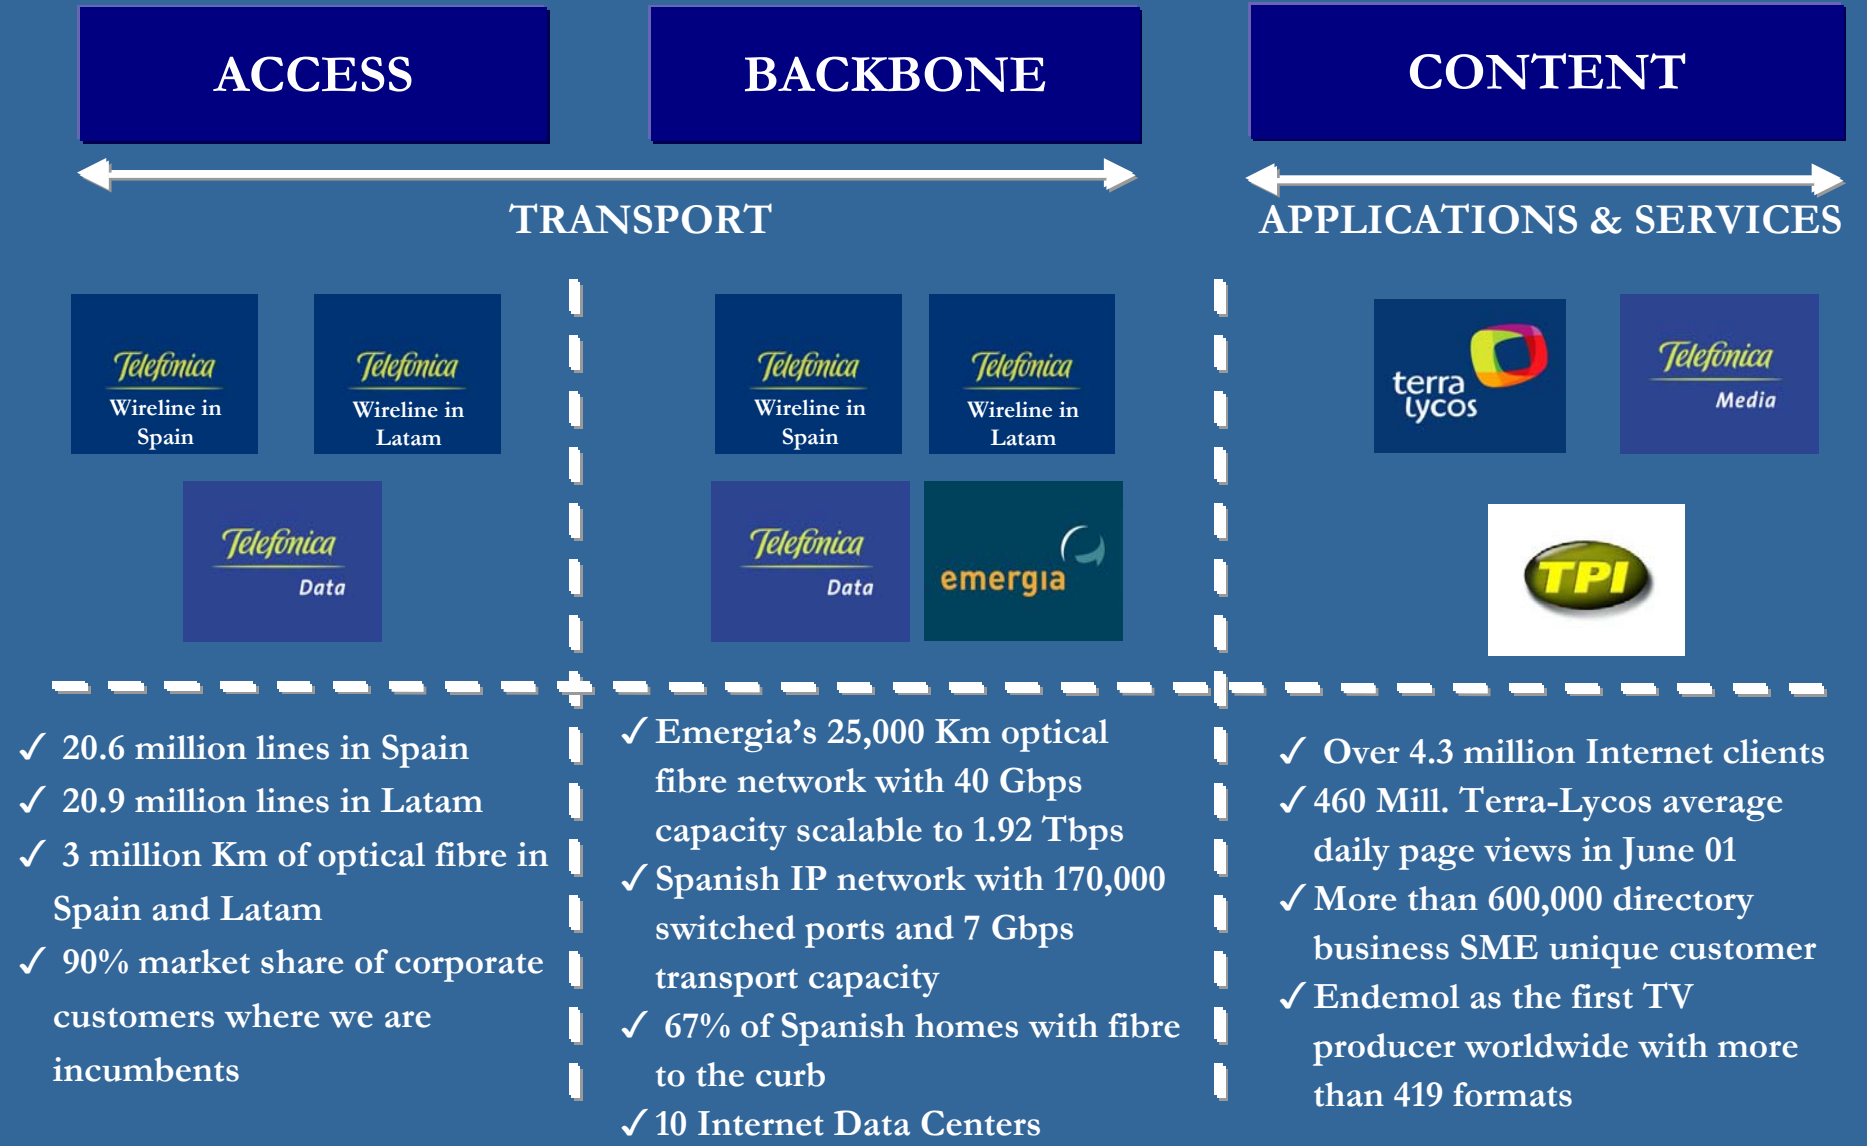 ACCESS
BACKBONE
CONTENT
TRANSPORT
APPLICATIONS & SERVICES
Telefónica
Wireline in
Spain
Telefónica
Wireline in
Latam
Telefónica
Data
Telefónica
Wireline in
Spain
Telefónica
Wireline in
Latam
Telefónica
Data
emergia
terra
lycos
Telefónica
Media
TPI
✓ 20.6 million lines in Spain
✓ 20.9 million lines in Latam
✓ 3 million Km of optical fibre in
Spain and Latam
✓ 90% market share of corporate
customers where we are
incumbents
✓ Emergia’s 25,000 Km optical
fibre network with 40 Gbps
capacity scalable to 1.92 Tbps
✓ Spanish IP network with 170,000
switched ports and 7 Gbps
transport capacity
✓ 67% of Spanish homes with fibre
to the curb
✓ 10 Internet Data Centers
✓ Over 4.3 million Internet clients
✓ 460 Mill. Terra-Lycos average
daily page views in June 01
✓ More than 600,000 directory
business SME unique customer
✓ Endemol as the first TV
producer worldwide with more
than 419 formats